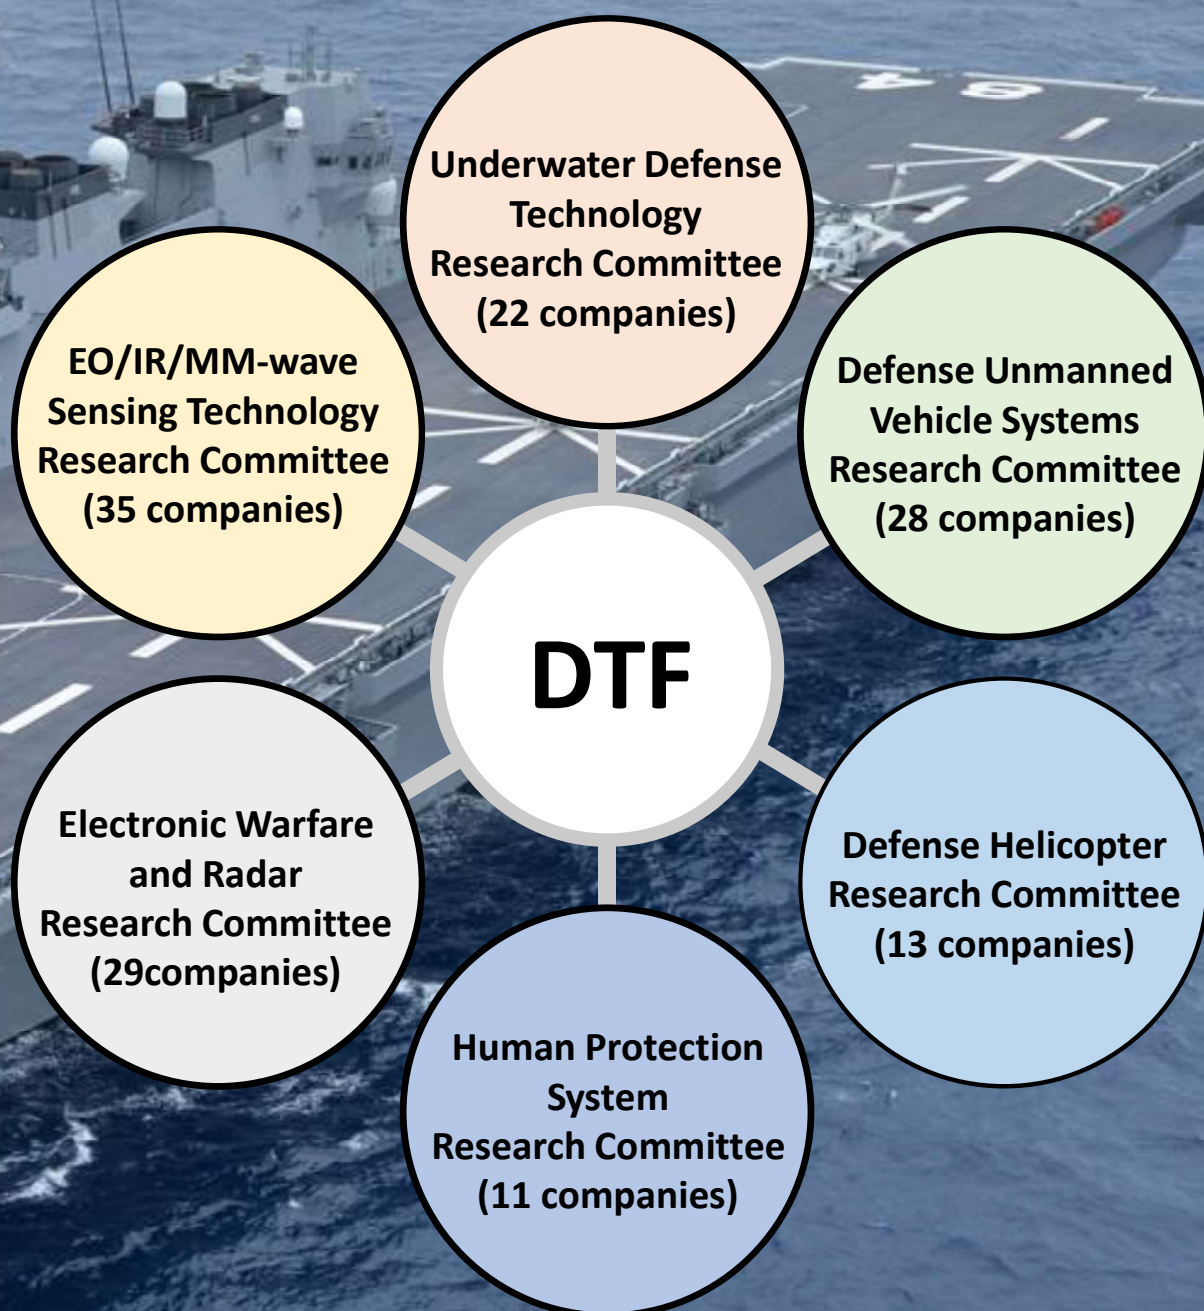 Underwater Defense
Technology
Research Committee
(22 companies)
EO/IR/MM-wave
Sensing Technology
Research Committee
(35 companies)
Defense Unmanned
Vehicle Systems
Research Committee
(28 companies)
DTF
Electronic Warfare
and Radar
Research Committee
(29companies)
Defense Helicopter
Research Committee
(13 companies)
Human Protection
System
Research Committee
(11 companies)